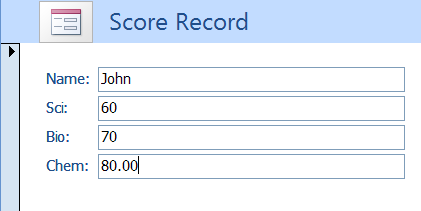 Score Record
Name: John
Sci: 60
Bio: 70
Chem: 80.00